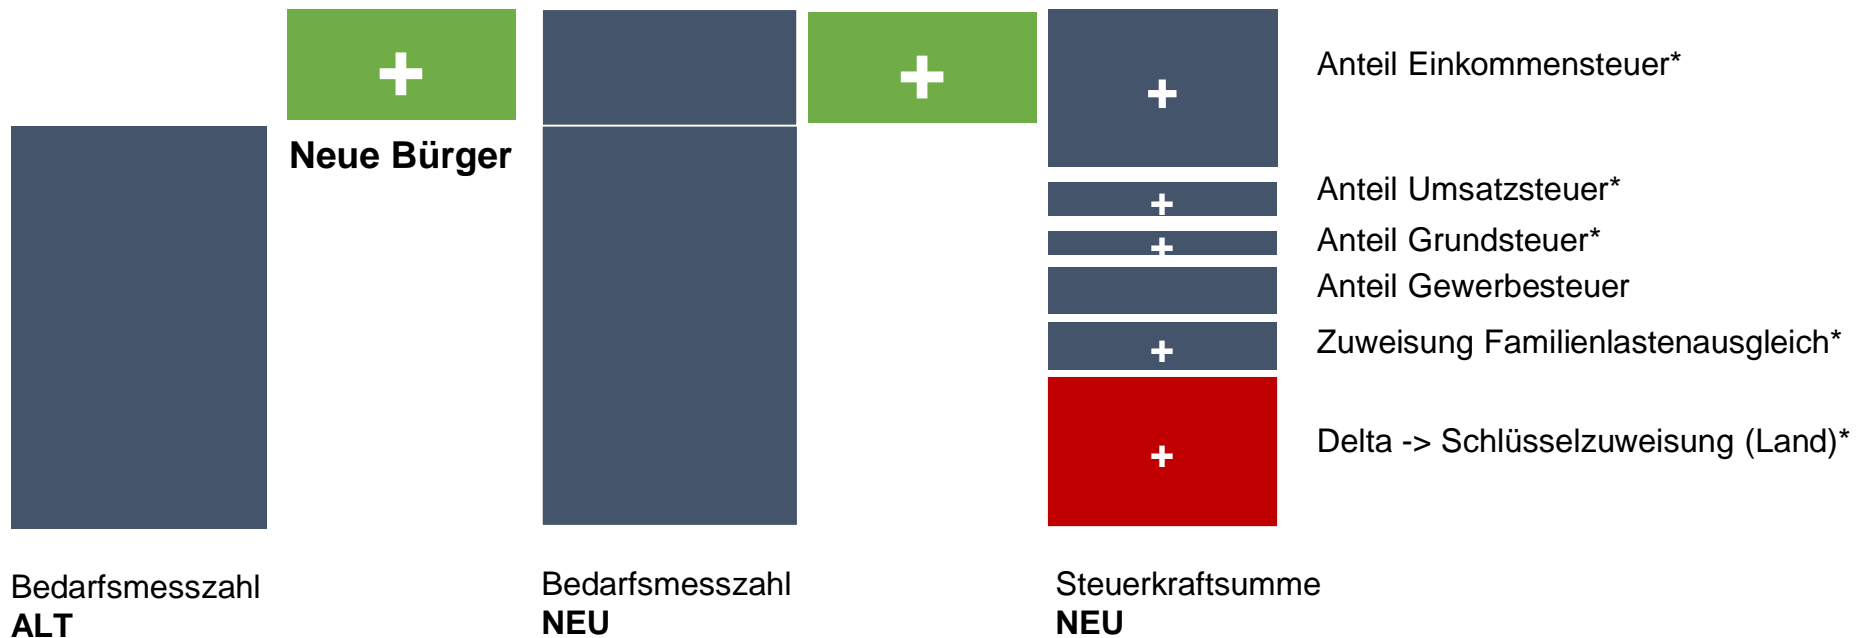 +
Neue Bürger
+
+
Anteil Einkommensteuer*
+
Anteil Umsatzsteuer*
+
Anteil Grundsteuer*
Anteil Gewerbesteuer
+
Zuweisung Familienlastenausgleich*
+
Delta -> Schlüsselzuweisung (Land)*
Bedarfsmesszahl
ALT
Bedarfsmesszahl
NEU
Steuerkraftsumme
NEU